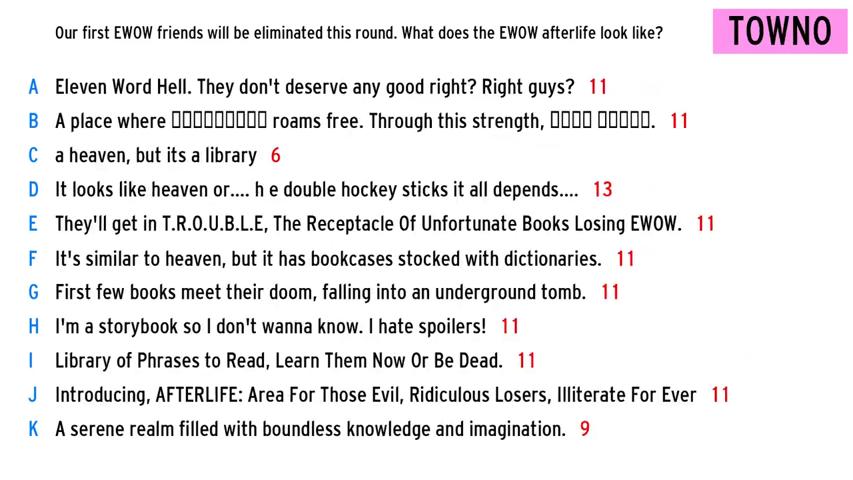 Our first EWOW friends will be eliminated this round. What does the EWOW afterlife look like?
TOWNO
A Eleven Word Hell. They don't deserve any good right? Right guys? 11
B A place where ▯▯▯▯▯▯▯▯▯▯ roams free. Through this strength, ▯▯▯▯ ▯▯▯▯▯. 11
C a heaven, but its a library 6
D It looks like heaven or.... h e double hockey sticks it all depends.... 13
E They'll get in T.R.O.U.B.L.E, The Receptacle Of Unfortunate Books Losing EWOW. 11
F It's similar to heaven, but it has bookcases stocked with dictionaries. 11
G First few books meet their doom, falling into an underground tomb. 11
H I'm a storybook so I don't wanna know. I hate spoilers! 11
I Library of Phrases to Read, Learn Them Now Or Be Dead. 11
J Introducing, AFTERLIFE: Area For Those Evil, Ridiculous Losers, Illiterate For Ever 11
K A serene realm filled with boundless knowledge and imagination. 9